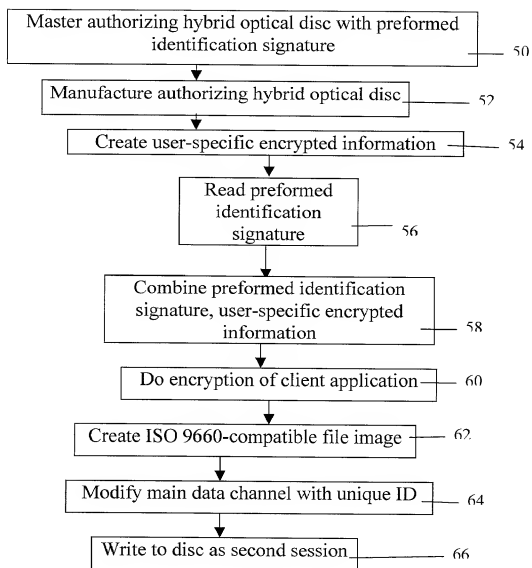 Master authorizing hybrid optical disc with preformed
identification signature
50
Manufacture authorizing hybrid optical disc
52
Create user-specific encrypted information
54
Read preformed
identification
signature
56
Combine preformed identification
signature, user-specific encrypted
information
58
Do encryption of client application
60
Create ISO 9660-compatible file image
62
Modify main data channel with unique ID
64
Write to disc as second session
66